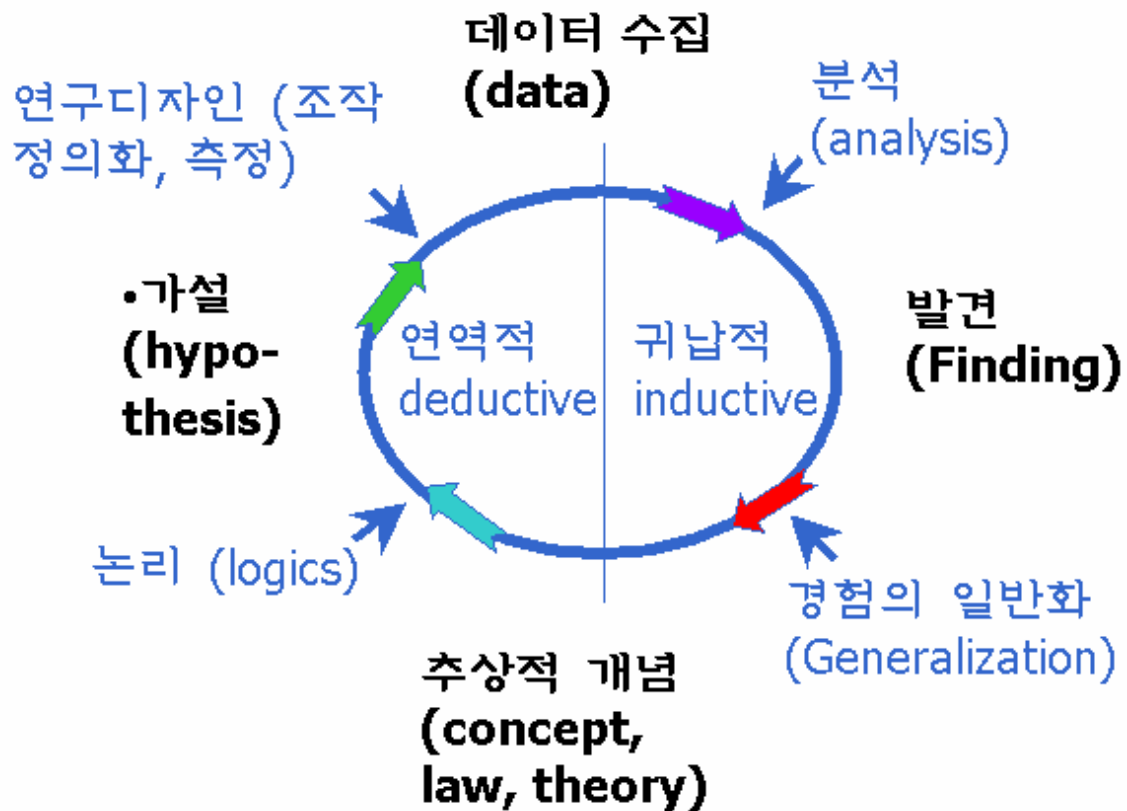 데이터 수집
(data)
연구디자인 (조작
정의화, 측정)
분석
(analysis)
•가설
(hypo-
thesis)
연역적
deductive
귀납적
inductive
발견
(Finding)
논리 (logics)
경험의 일반화
(Generalization)
추상적 개념
(concept,
law, theory)